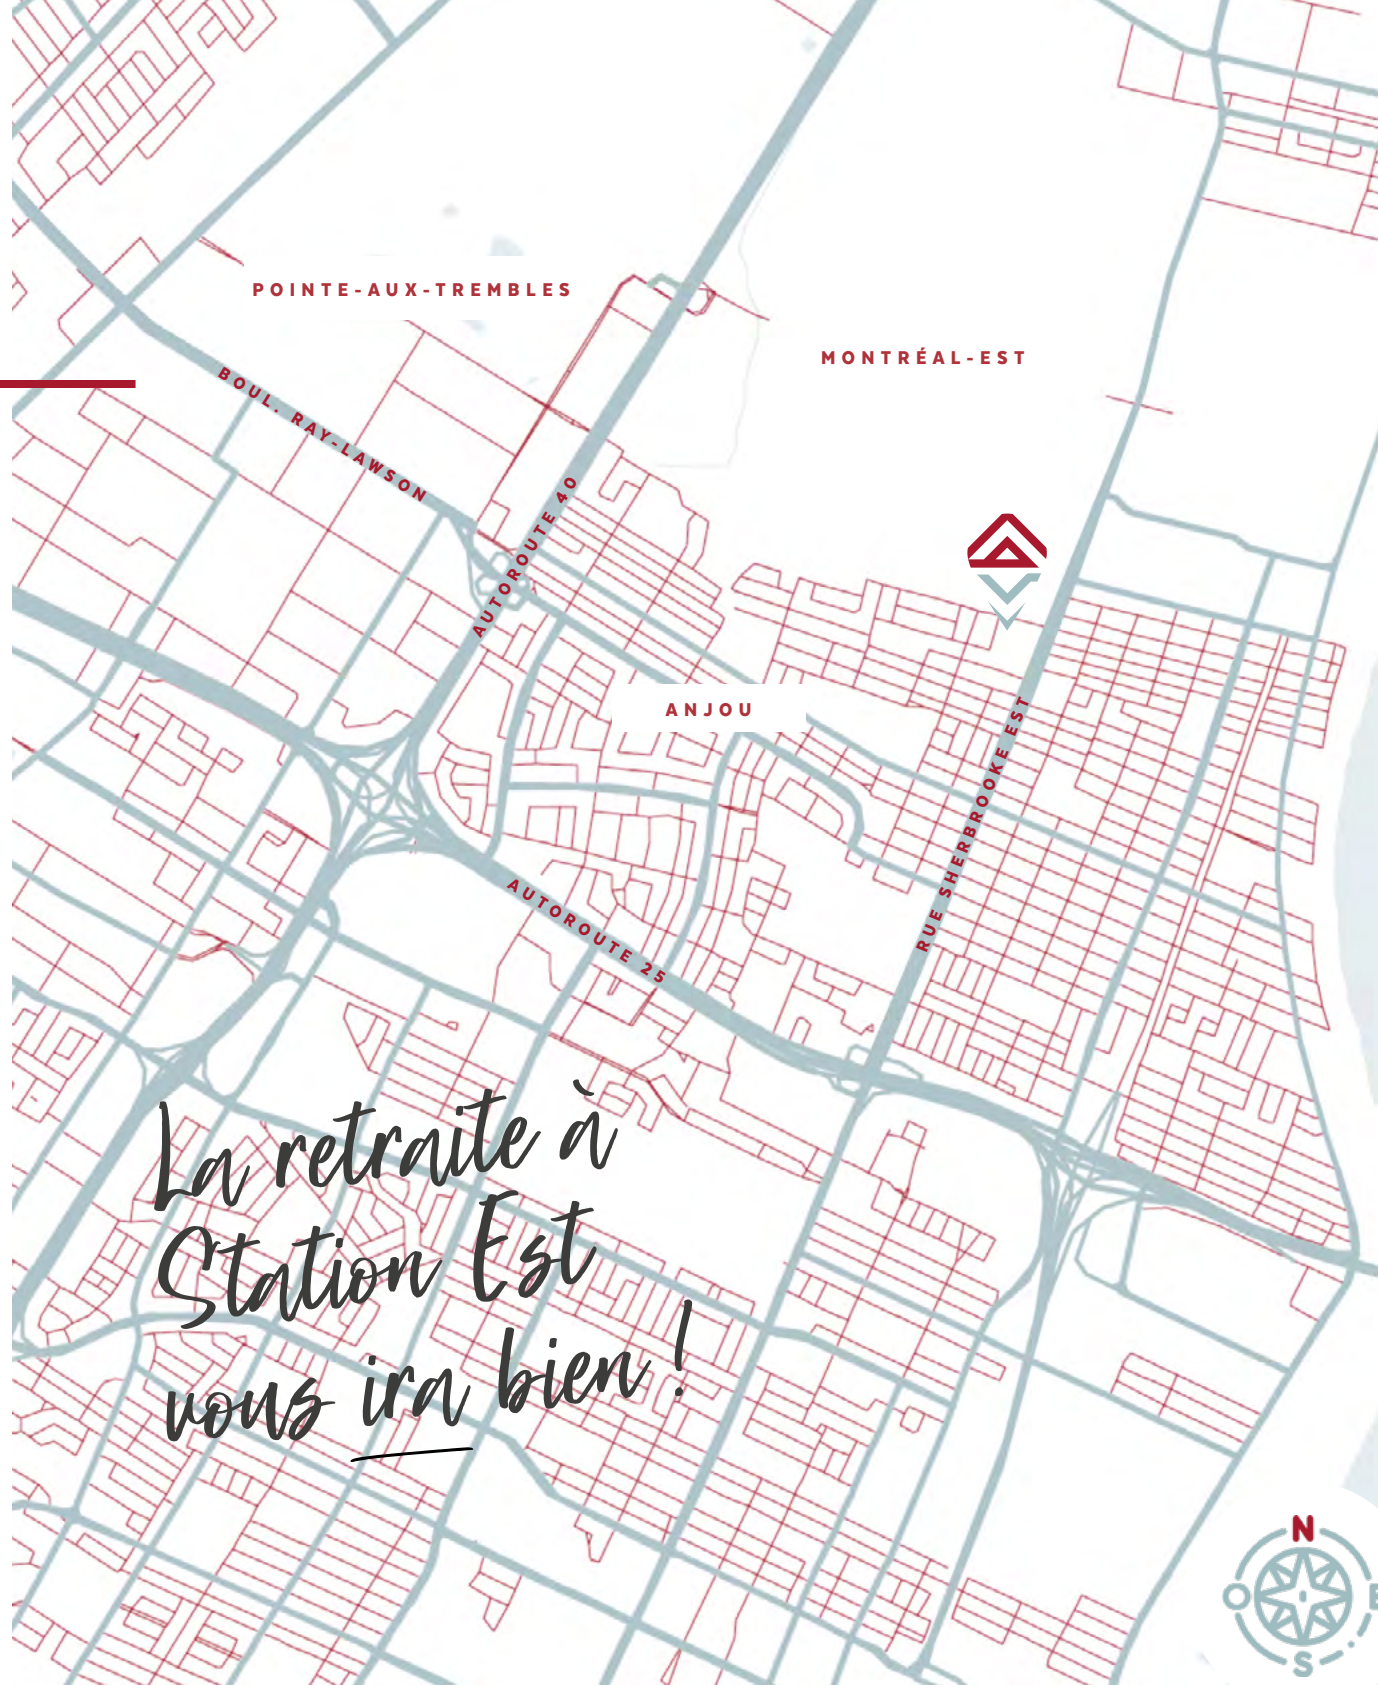 POINTE-AUX-TREMBLES
MONTRÉAL-EST
BOUL. RAY-LAWSON
AUTOROUTE 40
ANJOU
RUE SHERBROOKE EST
AUTOROUTE 25
La retraite à
Station Est
vous ira bien !
N
O E
S